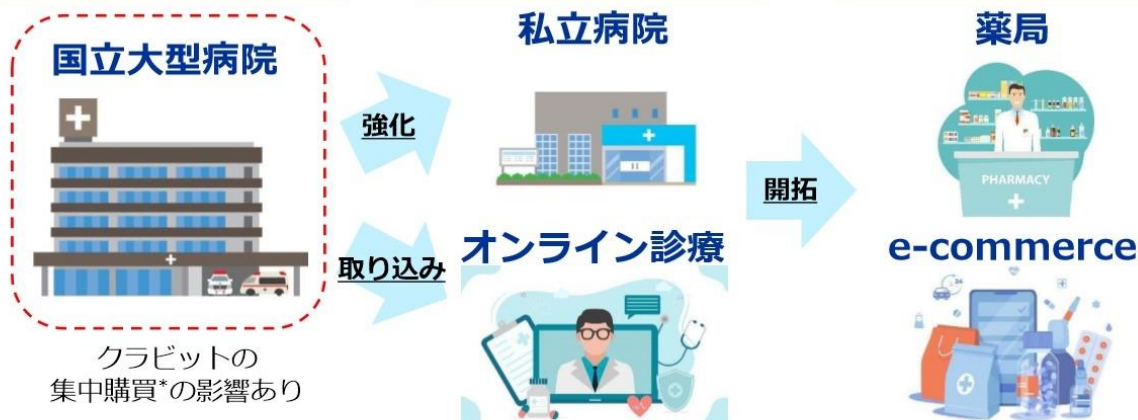 国立大型病院
クラビットの
集中購買*の影響あり
強化
取り込み
私立病院
オンライン診療
開拓
薬局
PHARMACY
e-commerce
24